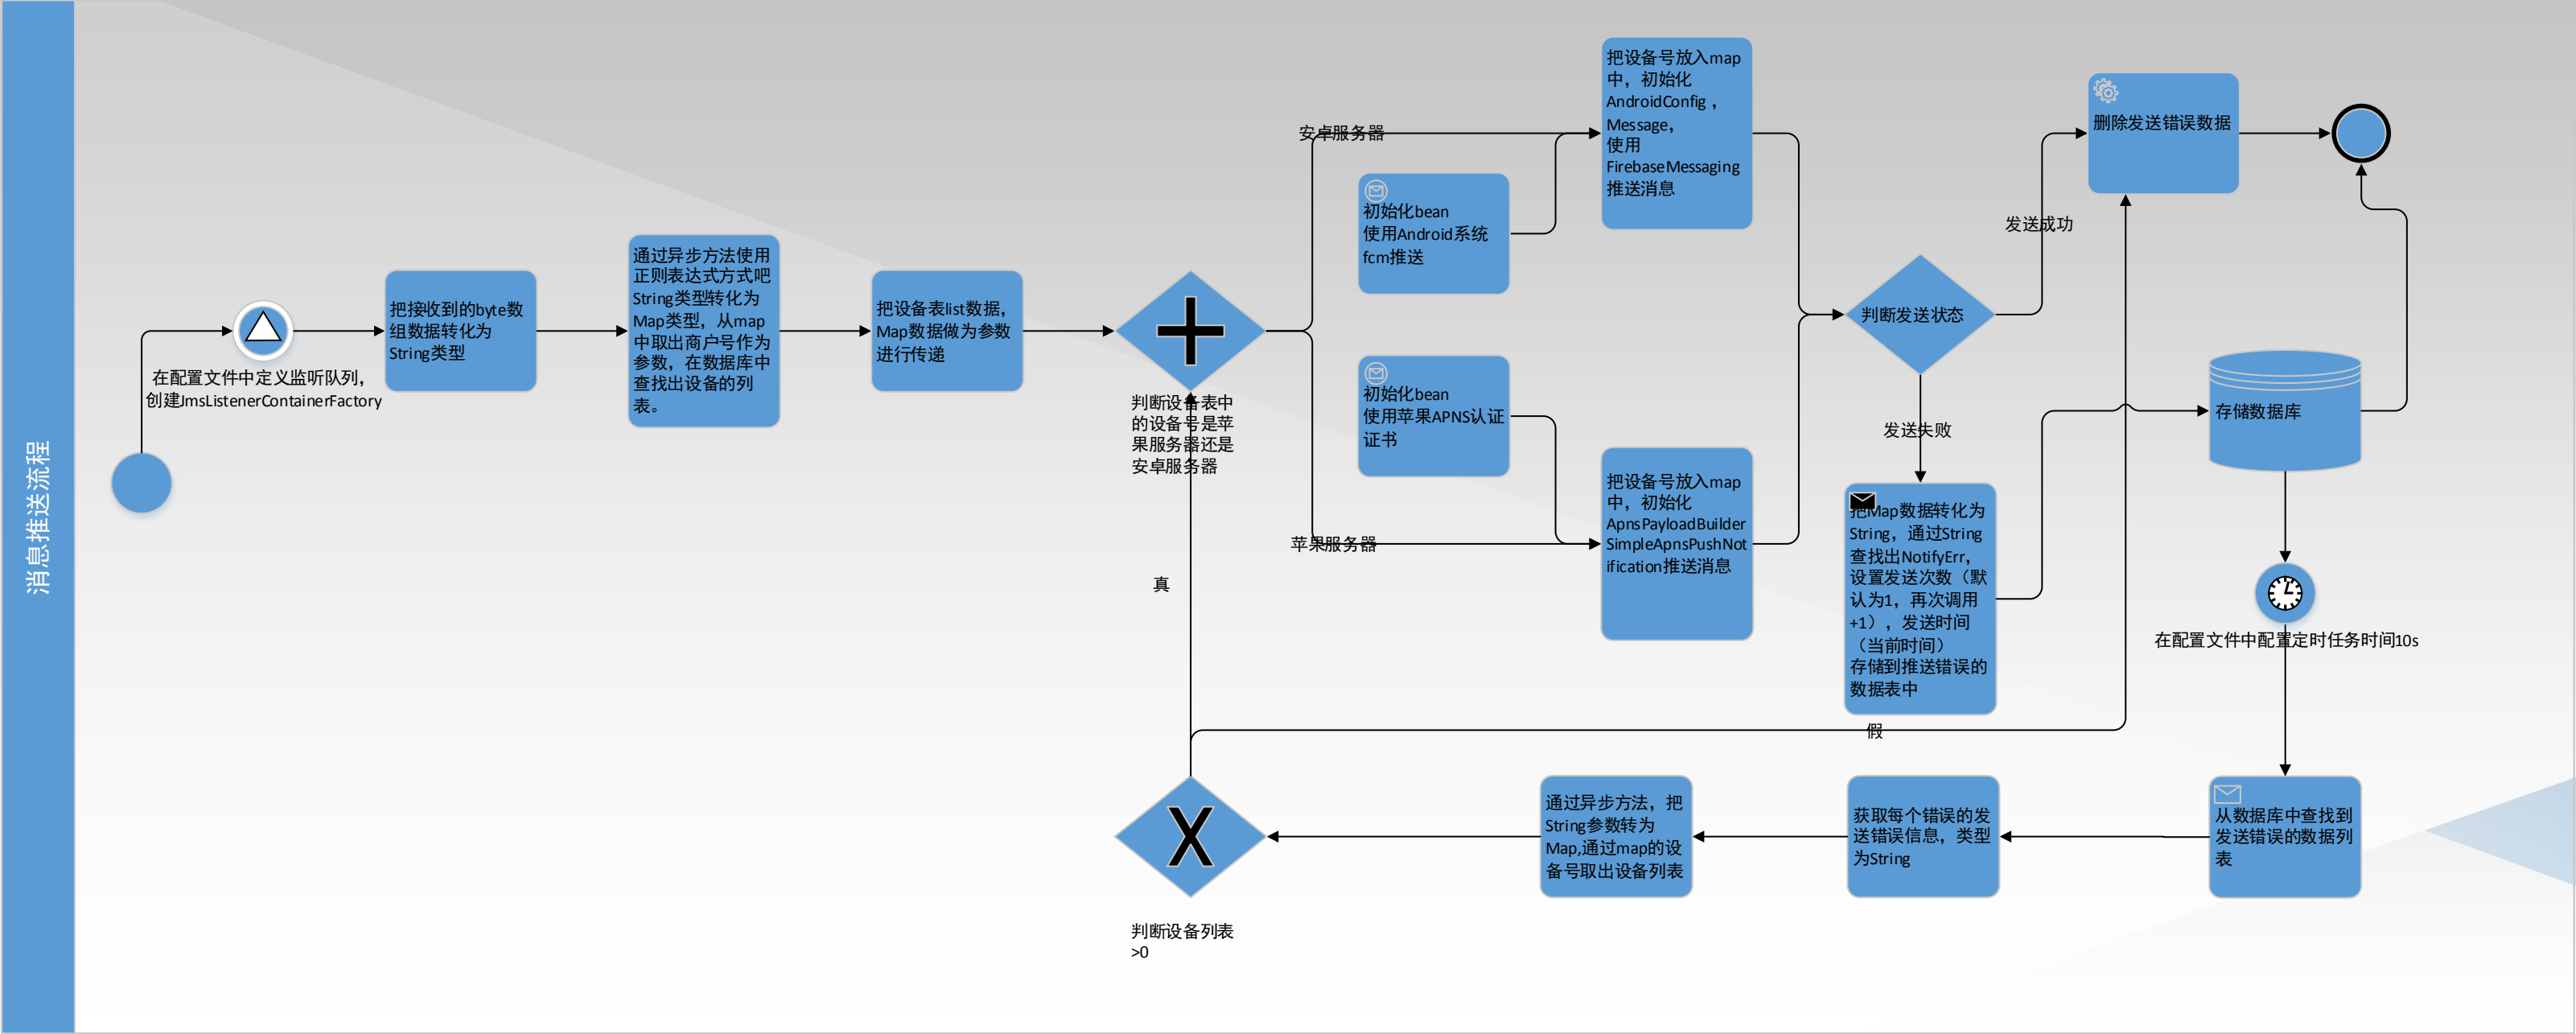 消息推送流程
在配置文件中定义监听队列，
创建JmsListenerContainerFactory
把接收到的byte数
组数据转化为
String类型
通过异步方法使用
正则表达式方式吧
String类型转化为
Map类型，从map
中取出商户号作为
参数，在数据库中
查找出设备的列
表。
把设备表list数据，
Map数据做为参数
进行传递
判断设备表中
的设备号是苹
果服务器还是
安卓服务器
安卓服务器
苹果服务器
初始化bean
使用Android系统
fcm推送
初始化bean
使用苹果APNS认证
证书
把设备号放入map
中，初始化
AndroidConfig ，
Message，
使用
FirebaseMessaging
推送消息
把设备号放入map
中，初始化
ApnsPayloadBuilder
SimpleApnsPushNot
ification推送消息
判断发送状态
发送成功
发送失败
删除发送错误数据
把Map数据转化为
String，通过String
查找出NotifyErr，
设置发送次数（默
认为1，再次调用
+1），发送时间
（当前时间）
存储到推送错误的
数据表中
存储数据库
在配置文件中配置定时任务时间10s
从数据库中查找到
发送错误的数据列
表
获取每个错误的发
送错误信息，类型
为String
通过异步方法，把
String参数转为
Map,通过map的设
备号取出设备列表
判断设备列表
>0
真
假